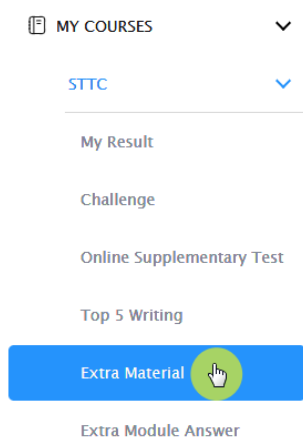 MY COURSES
STTC
My Result
Challenge
Online Supplementary Test
Top 5 Writing
Extra Material
Extra Module Answer